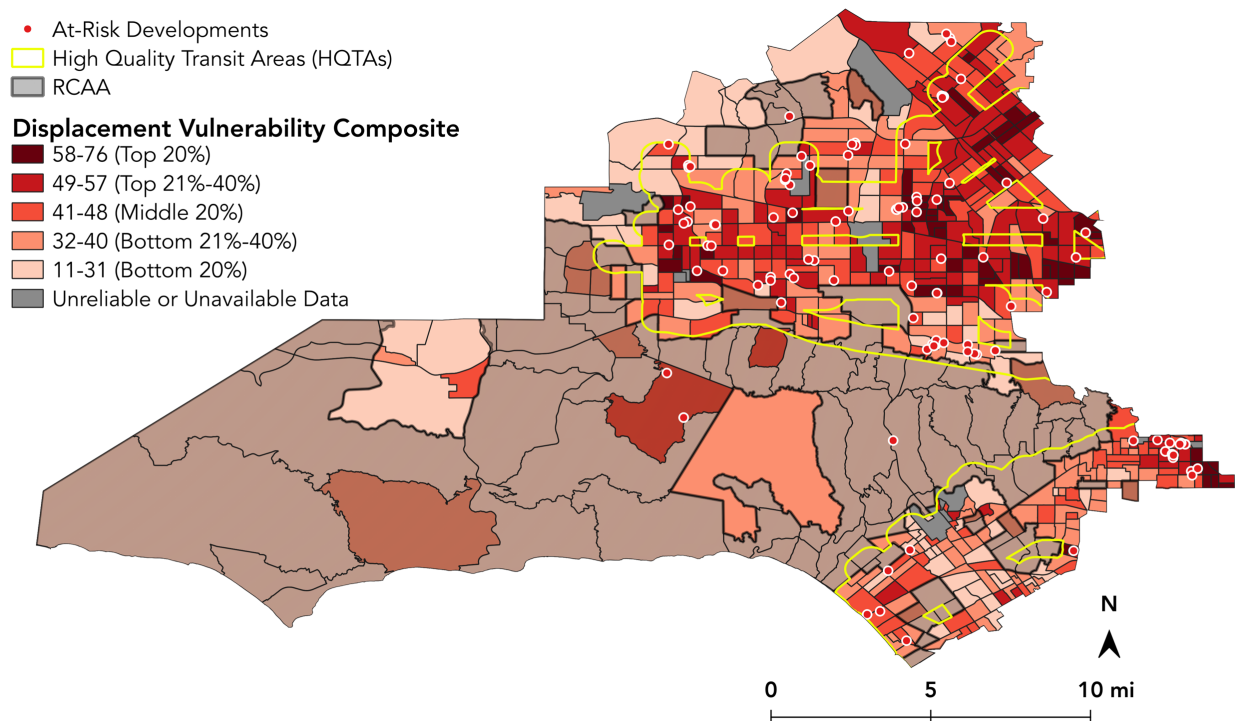 At-Risk Developments
High Quality Transit Areas (HQTAs)
RCAA
Displacement Vulnerability Composite
58-76 (Top 20%)
49-57 (Top 21%-40%)
41-48 (Middle 20%)
32-40 (Bottom 21%-40%)
11-31 (Bottom 20%)
Unreliable or Unavailable Data
N
0 5 10 mi